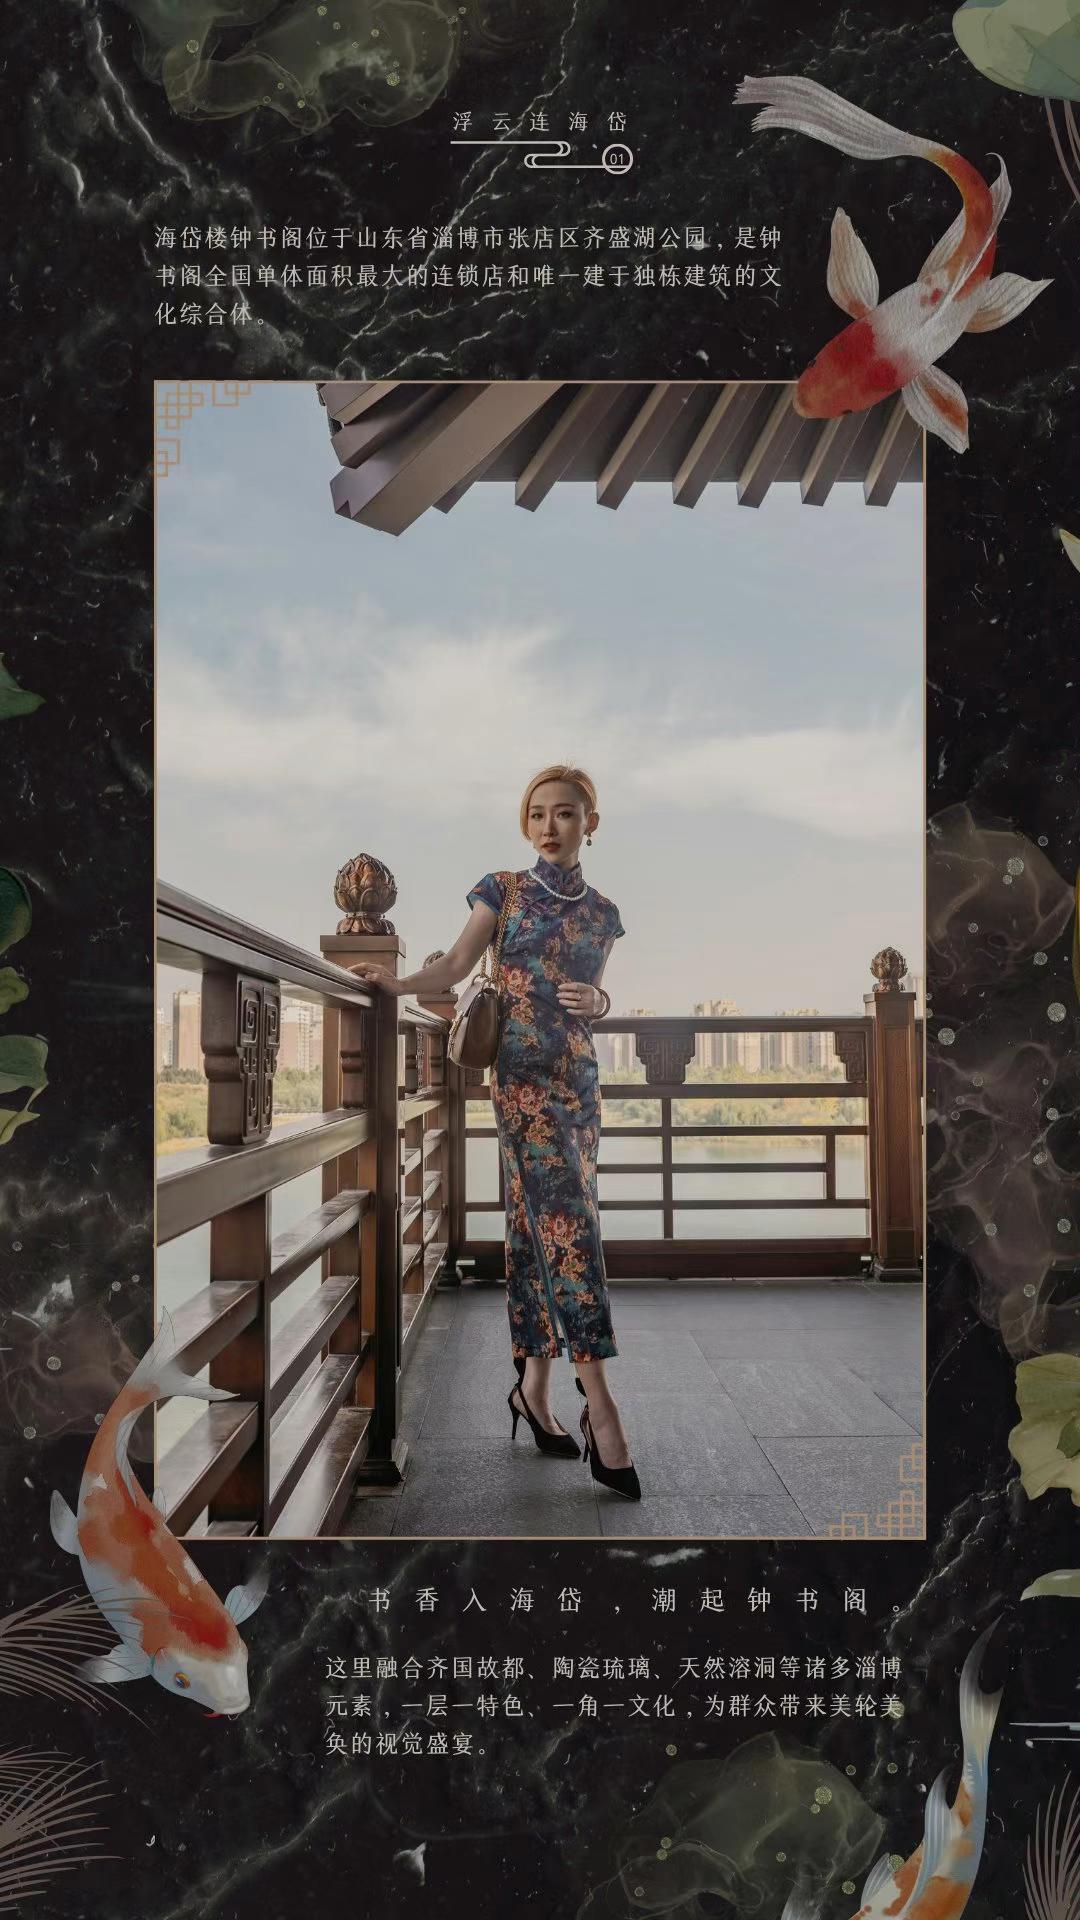 浮云连海岱
01
海岱楼钟书阁位于山东省淄博市张店区齐盛湖公园，是钟
书阁全国单体面积最大的连锁店和唯一建于独栋建筑的文
化综合体。
书香入海岱，潮起钟书阁。
这里融合齐国故都、陶瓷琉璃、天然溶洞等诸多淄博
元素，一层一特色、一角一文化，为群众带来美轮美
奂的视觉盛宴。